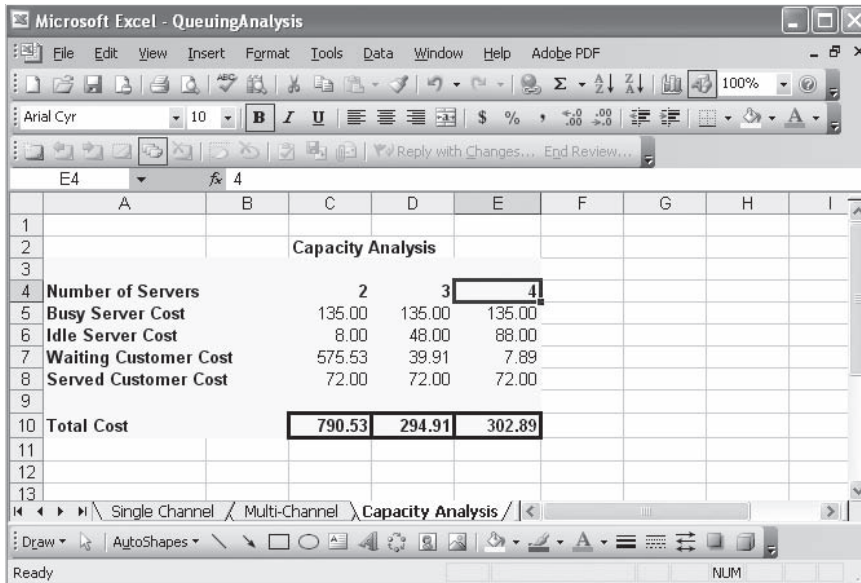 Microsoft Excel - QueuingAnalysis
File Edit View Insert Format Tools Data Window Help Adobe PDF
100%
Arial Cyr 10 B I U $ % ,
Reply with Changes... End Review...
E4 fx 4
A B C D E F G H I
1
2 Capacity Analysis
3
4 Number of Servers 2 3 4
5 Busy Server Cost 135.00 135.00 135.00
6 Idle Server Cost 8.00 48.00 88.00
7 Waiting Customer Cost 575.53 39.91 7.89
8 Served Customer Cost 72.00 72.00 72.00
9
10 Total Cost 790.53 294.91 302.89
11
12
13
Single Channel / Multi-Channel \ Capacity Analysis /
Draw AutoShapes
Ready NUM